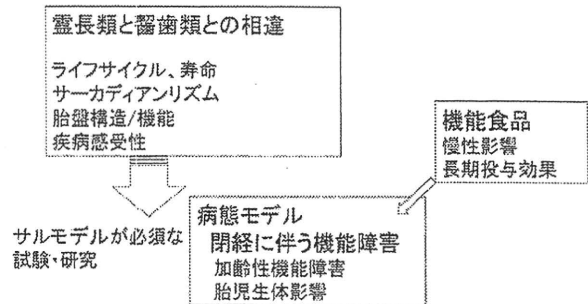 霊長類と齧歯類との相違
ライフサイクル、寿命
サーカディアンリズム
胎盤構造/機能
疾病感受性
機能食品
慢性影響
長期投与効果
サルモデルが必須な
試験・研究
病態モデル
閉経に伴う機能障害
加齢性機能障害
胎児生体影響